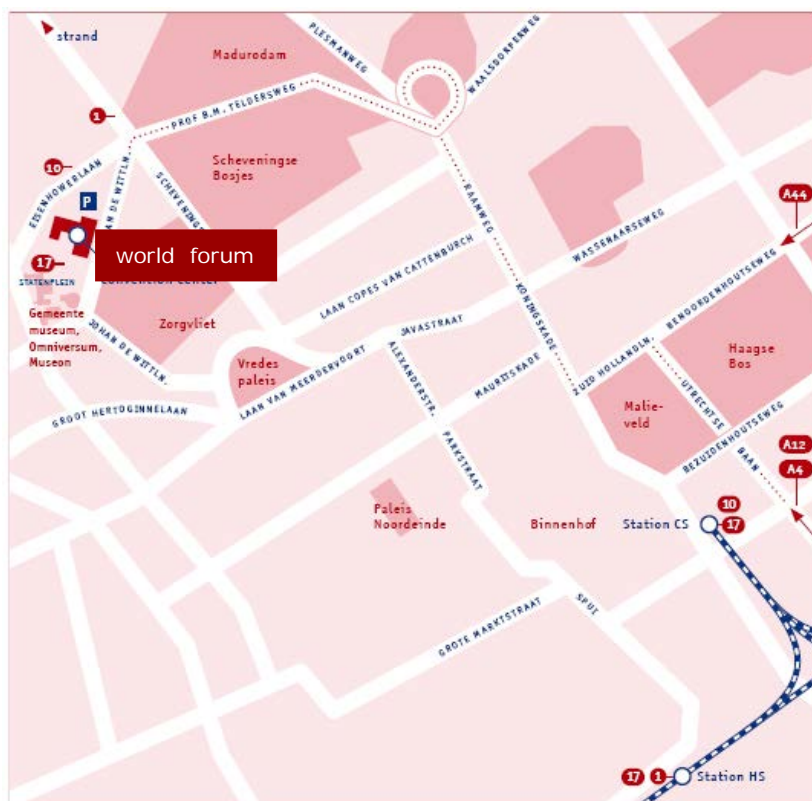 strand
Madurodam
PLESMANWEG
WAALSDORPERWEG
1
PROF B.M. TELDERSWEG
10
EISENHOWERLAAN
Scheveningse
Bosjes
P
RAAMWEG
A44
17
world forum
STATENPLEIN
WASSENAARSEWEG
LAAN COPES VAN CATTENBURCH
BENOORDENHOUTSEWEG
Gemeente
museum,
Omniversum,
Museon
Zorgvliet
JOHAN DE WITTLN.
KONINGSKADE
JAVASTRAAT
Vredes
paleis
LAAN VAN MEERDERVOORT
ALEXANDERSTR.
MAURITSKADE
ZUID HOLLANDLN.
Haagse
Bos
UTRECHTSE
BAAN
Malie-
veld
GROOT HERTOGINNELAAN
PARKSTRAAT
BEZUIDENHOUTSEWEG
A12
A4
Paleis
Noordeinde
Binnenhof
Station CS
10
17
SPUI
GROTE MARKTSTRAAT
17
1
Station HS